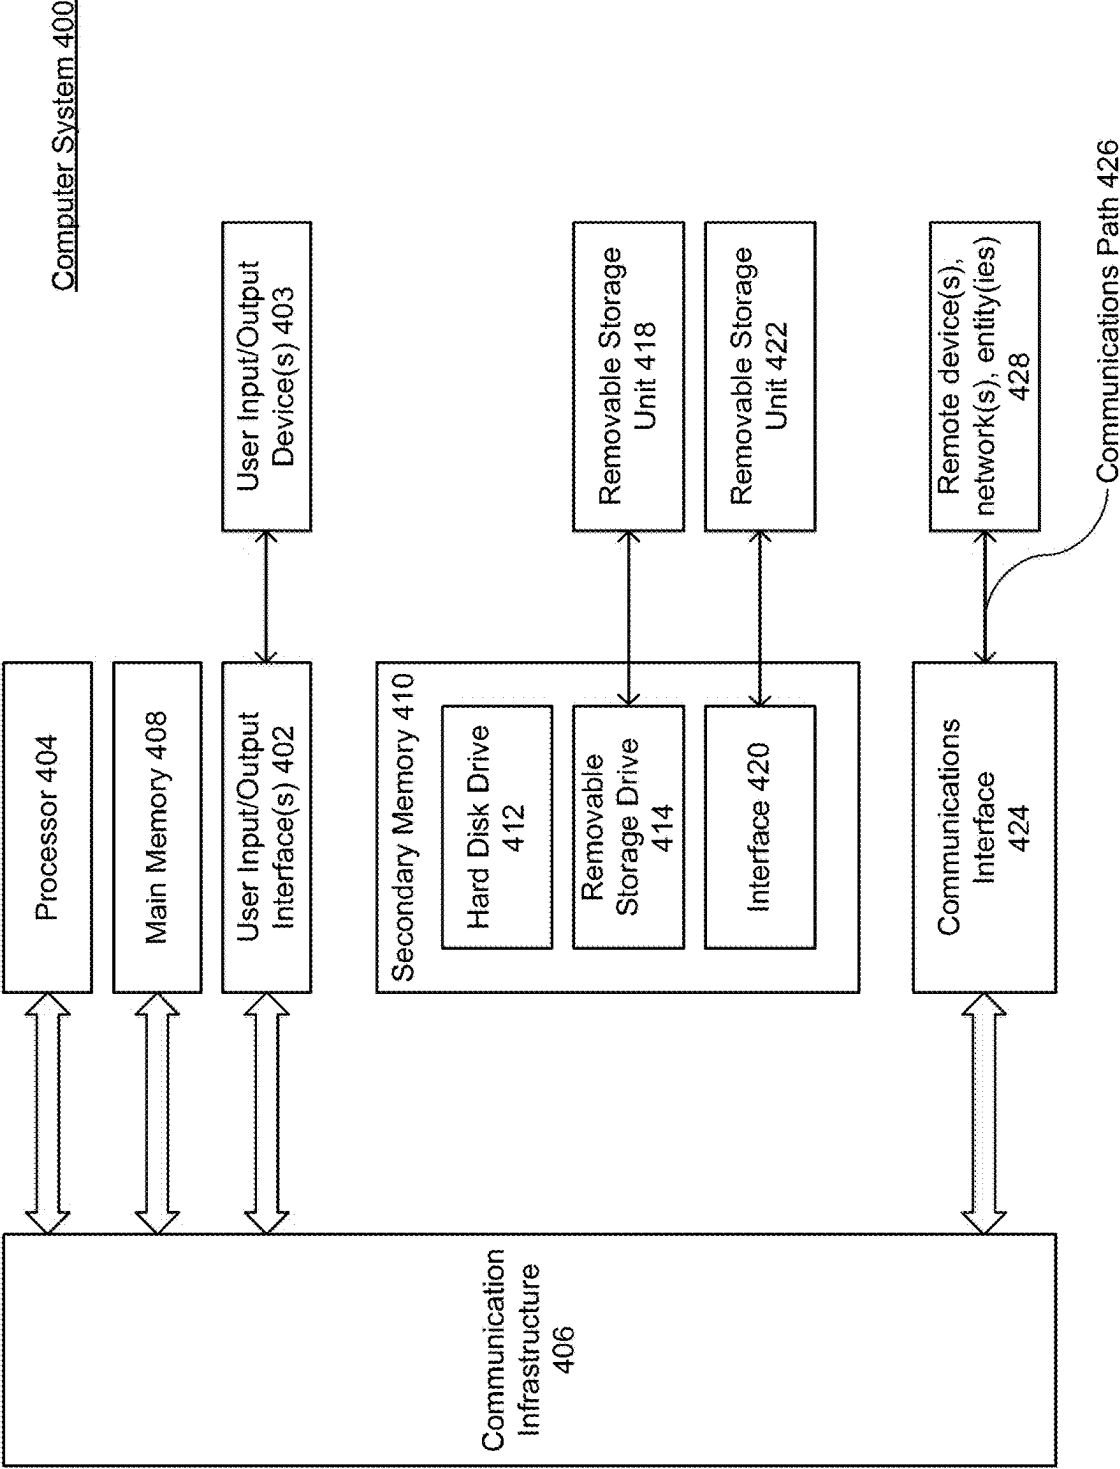 Computer System 400
Processor 404
Main Memory 408
User Input/Output
Interface(s) 402
User Input/Output
Device(s) 403
Secondary Memory 410
Hard Disk Drive
412
Removable
Storage Drive
414
Removable Storage
Unit 418
Interface 420
Removable Storage
Unit 422
Communications
Interface
424
Remote device(s),
network(s), entity(ies)
428
Communications Path 426
Communication
Infrastructure
406